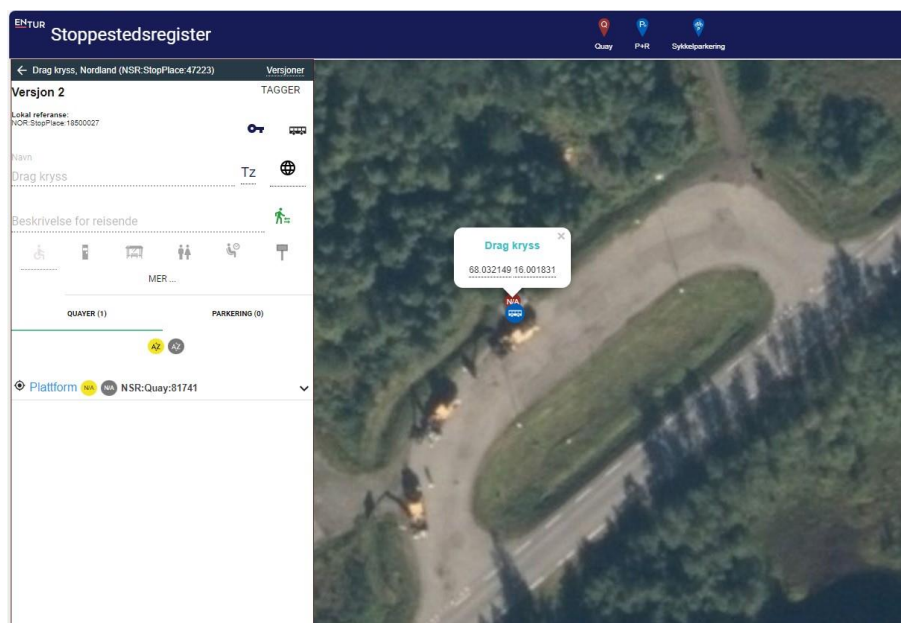 ENTUR
Stoppestedsregister
Quay
P+R
Sykkelparkering
Drag kryss, Nordland (NSR:StopPlace:47223)
Versjoner
Versjon 2
TAGGER
Lokal referanse:
NOR:StopPlace:18500027
Navn
Drag kryss
Tz
Beskrivelse for reisende
MER ...
QUAYER (1)
PARKERING (0)
Plattform N/A N/A NSR:Quay:81741
Drag kryss
×
68.032149 16.001831
N/A